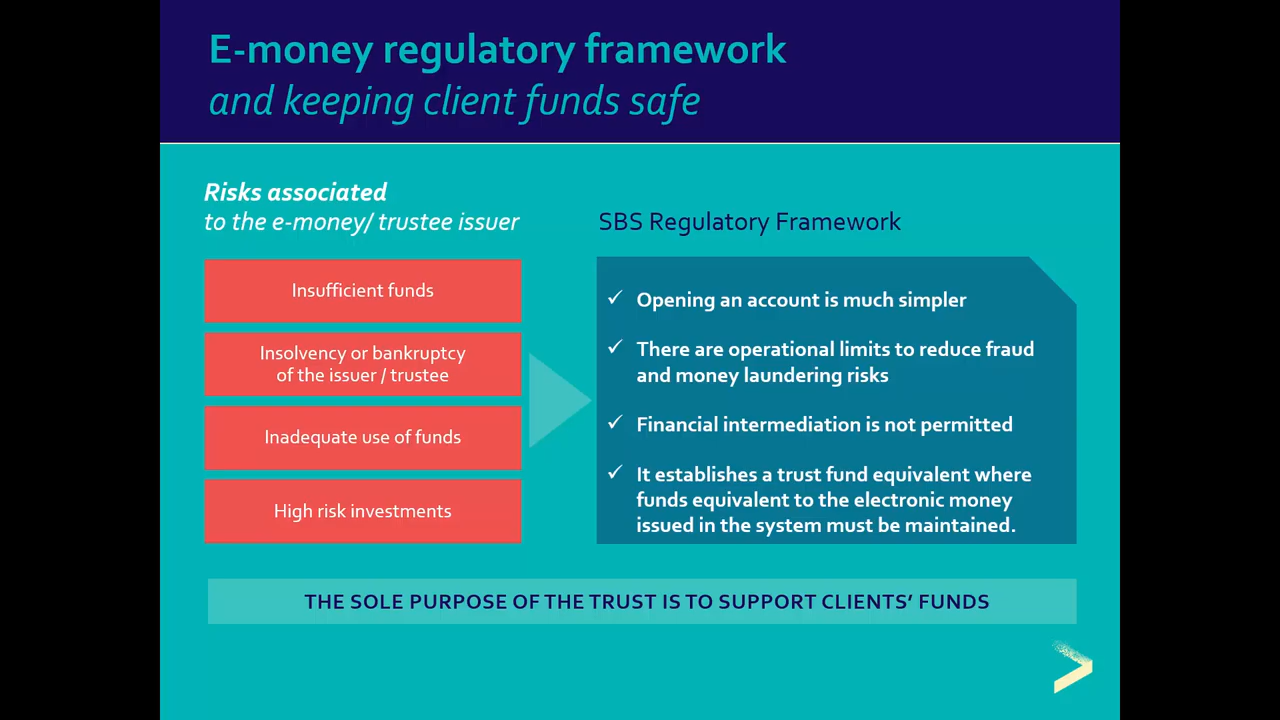 E-money regulatory framework
and keeping client funds safe
Risks associated
to the e-money/ trustee issuer
Insufficient funds
Insolvency or bankruptcy
of the issuer / trustee
Inadequate use of funds
High risk investments
SBS Regulatory Framework
✓ Opening an account is much simpler
✓ There are operational limits to reduce fraud
and money laundering risks
✓ Financial intermediation is not permitted
✓ It establishes a trust fund equivalent where
funds equivalent to the electronic money
issued in the system must be maintained.
THE SOLE PURPOSE OF THE TRUST IS TO SUPPORT CLIENTS’ FUNDS